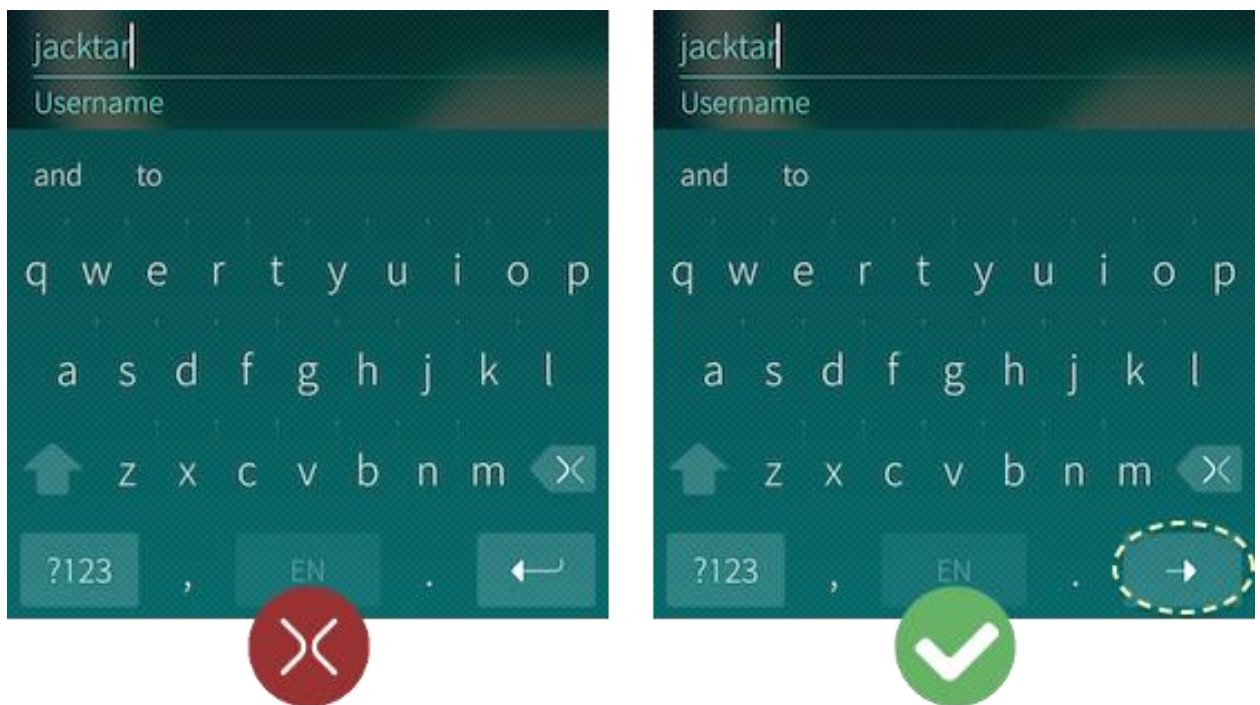 jacktar
Username
and to
q w e r t y u i o p
a s d f g h j k l
z x c v b n m
?123 , EN .
jacktar
Username
and to
q w e r t y u i o p
a s d f g h j k l
z x c v b n m
?123 , EN .